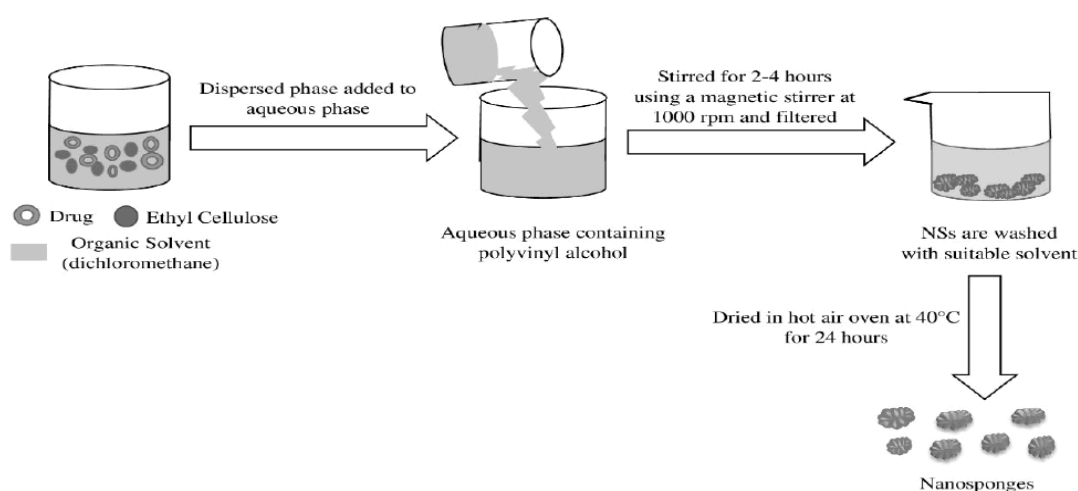 Dispersed phase added to
aqueous phase
Stirred for 2-4 hours
using a magnetic stirrer at
1000 rpm and filtered
Drug
Ethyl Cellulose
Organic Solvent
(dichloromethane)
Aqueous phase containing
polyvinyl alcohol
NSs are washed
with suitable solvent
Dried in hot air oven at 40°C
for 24 hours
Nanosponges